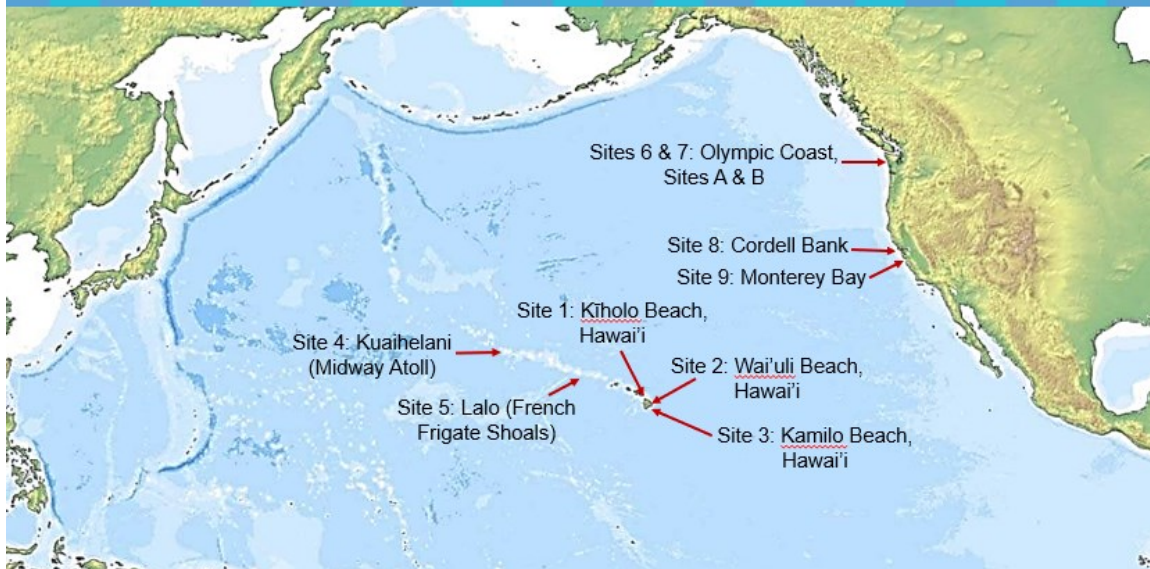 Sites 6 & 7: Olympic Coast,
Sites A & B
Site 8: Cordell Bank
Site 9: Monterey Bay
Site 1: Kīholo Beach,
Hawai'i
Site 4: Kuaihelani
(Midway Atoll)
Site 2: Wai'uli Beach,
Hawai'i
Site 5: Lalo (French
Frigate Shoals)
Site 3: Kamilo Beach,
Hawai'i